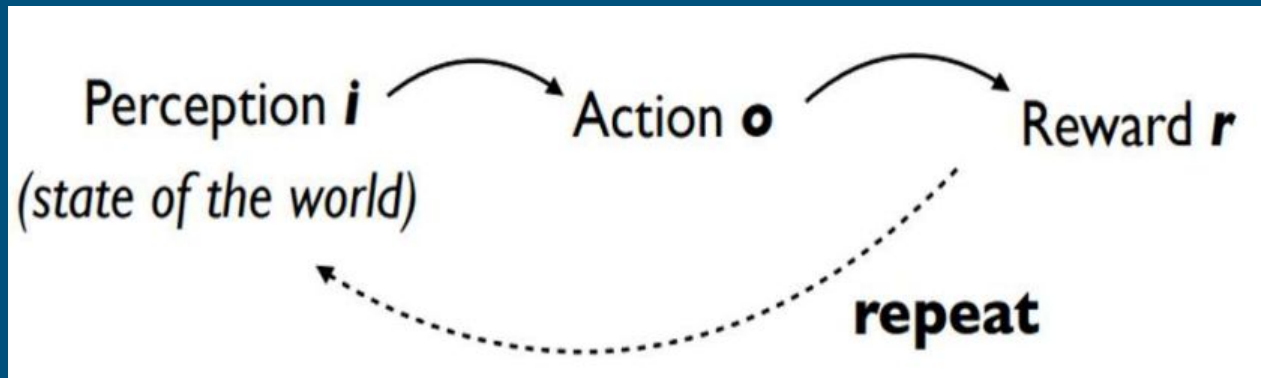 Perception i
Action o
Reward r
(state of the world)
repeat